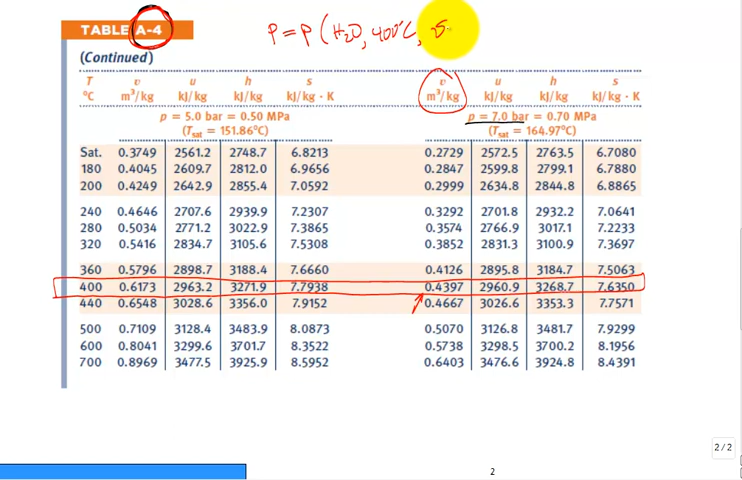 TABLE A-4 P = P (H₂O, 400°C, v
(Continued)
T v u h s v u h s
°C m³/kg kJ/kg kJ/kg kJ/kg · K m³/kg kJ/kg kJ/kg kJ/kg · K
p = 5.0 bar = 0.50 MPa p = 7.0 bar = 0.70 MPa
(Tsat = 151.86°C) (Tsat = 164.97°C)
Sat. 0.3749 2561.2 2748.7 6.8213 0.2729 2572.5 2763.5 6.7080
180 0.4045 2609.7 2812.0 6.9656 0.2847 2599.8 2799.1 6.7880
200 0.4249 2642.9 2855.4 7.0592 0.2999 2634.8 2844.8 6.8865
240 0.4646 2707.6 2939.9 7.2307 0.3292 2701.8 2932.2 7.0641
280 0.5034 2771.2 3022.9 7.3865 0.3574 2766.9 3017.1 7.2233
320 0.5416 2834.7 3105.6 7.5308 0.3852 2831.3 3100.9 7.3697
360 0.5796 2898.7 3188.4 7.6660 0.4126 2895.8 3184.7 7.5063
400 0.6173 2963.2 3271.9 7.7938 0.4397 2960.9 3268.7 7.6350
440 0.6548 3028.6 3356.0 7.9152 0.4667 3026.6 3353.3 7.7571
500 0.7109 3128.4 3483.9 8.0873 0.5070 3126.8 3481.7 7.9299
600 0.8041 3299.6 3701.7 8.3522 0.5738 3298.5 3700.2 8.1956
700 0.8969 3477.5 3925.9 8.5952 0.6403 3476.6 3924.8 8.4391
2 / 2
2